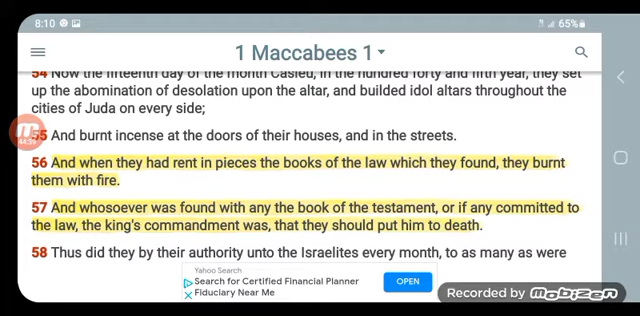 8:10
65%
1 Maccabees 1
54 Now the fifteenth day of the month Casleu, in the hundred forty and fifth year, they set
up the abomination of desolation upon the altar, and builded idol altars throughout the
cities of Juda on every side;
55 And burnt incense at the doors of their houses, and in the streets.
44:39
56 And when they had rent in pieces the books of the law which they found, they burnt
them with fire.
57 And whosoever was found with any the book of the testament, or if any committed to
the law, the king's commandment was, that they should put him to death.
58 Thus did they by their authority unto the Israelites every month, to as many as were
Yahoo Search
Search for Certified Financial Planner
Fiduciary Near Me
OPEN
Recorded by Mobizen